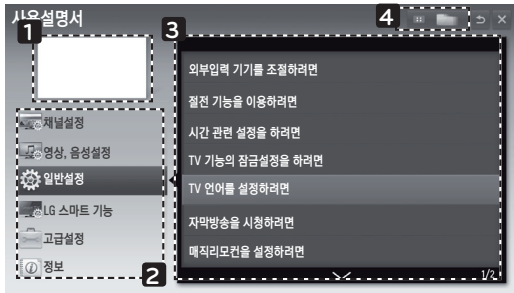 사용설명서
1
2
3
4
채널설정
영상, 음성설정
일반설정
LG 스마트 기능
고급설정
정보
외부입력 기기를 조절하려면
절전 기능을 이용하려면
시간 관련 설정을 하려면
TV 기능의 잠금설정을 하려면
TV 언어를 설정하려면
자막방송을 시청하려면
매직리모컨을 설정하려면
1/2